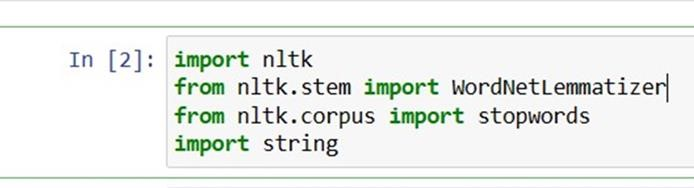 In [2]: import nltk
from nltk.stem import WordNetLemmatizer
from nltk.corpus import stopwords
import string